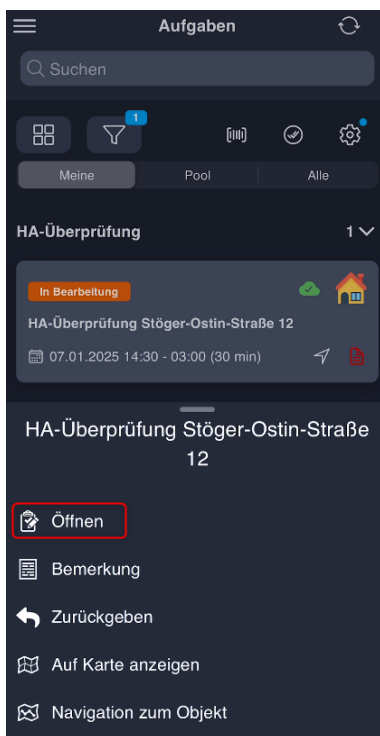 Aufgaben
Suchen
1
Meine Pool Alle
HA-Überprüfung 1
In Bearbeitung
HA-Überprüfung Stöger-Ostin-Straße 12
07.01.2025 14:30 - 03:00 (30 min)
HA-Überprüfung Stöger-Ostin-Straße
12
Öffnen
Bemerkung
Zurückgeben
Auf Karte anzeigen
Navigation zum Objekt